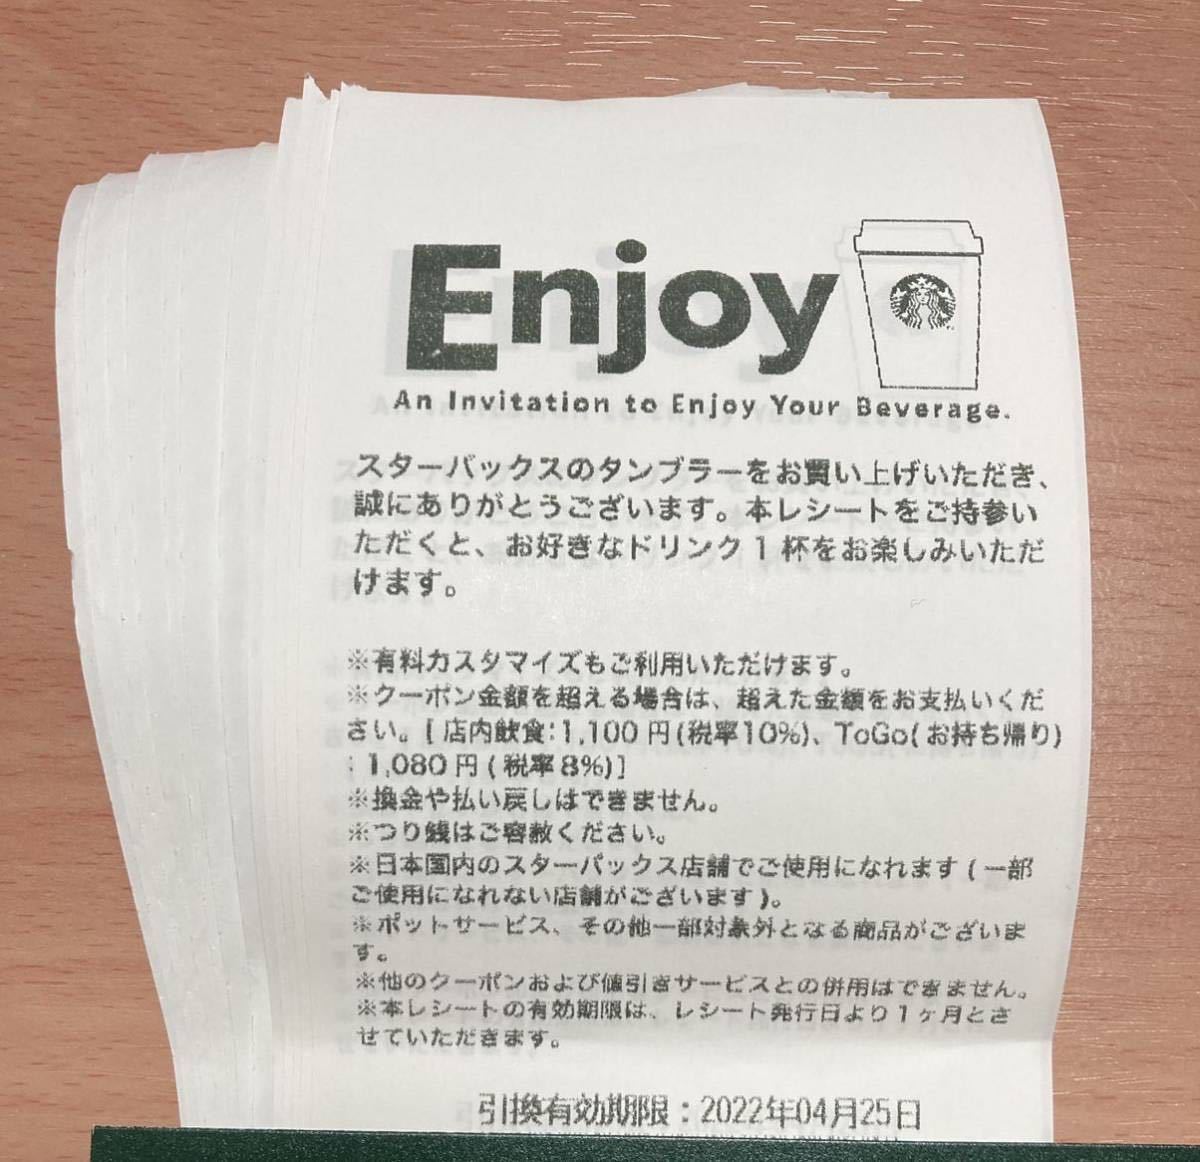 Enjoy
An Invitation to Enjoy Your Beverage.
スターバックスのタンブラーをお買い上げいただき、
誠にありがとうございます。本レシートをご持参い
ただくと、お好きなドリンク1杯をお楽しみいただ
けます。
※有料カスタマイズもご利用いただけます。
※クーポン金額を超える場合は、超えた金額をお支払いくだ
さい。[店内飲食:1,100円(税率10%)、ToGo(お持ち帰り)
:1,080円(税率8%)]
※換金や払い戻しはできません。
※つり銭はご容赦ください。
※日本国内のスターバックス店舗でご使用になれます(一部
ご使用になれない店舗がございます)。
※ポットサービス、その他一部対象外となる商品がございま
す。
※他のクーポンおよび値引きサービスとの併用はできません。
※本レシートの有効期限は、レシート発行日より1ヶ月とさ
せていただきます。
引換有効期限：2022年04月25日